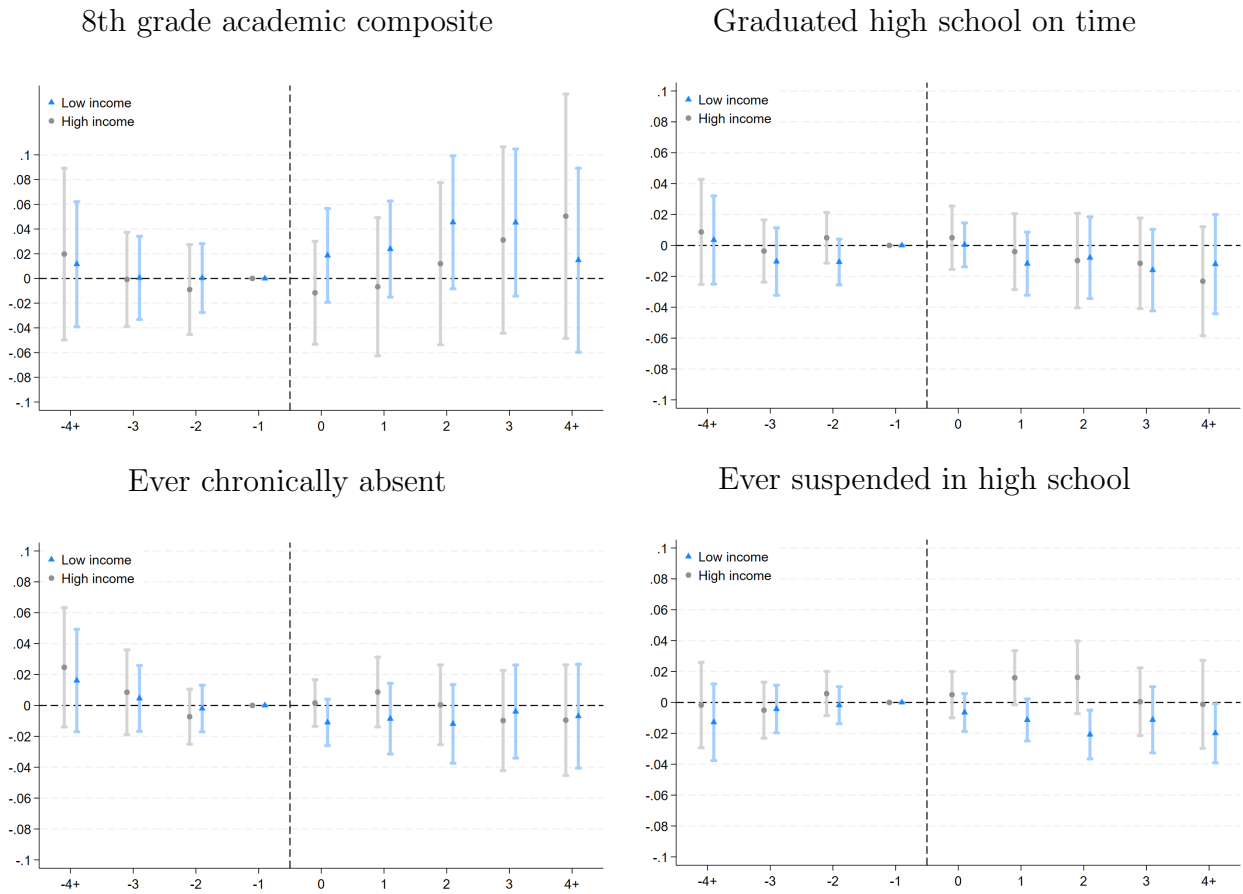 8th grade academic composite
Low income
High income
.1
.08
.06
.04
.02
0
-.02
-.04
-.06
-.08
-.1
-4+ -3 -2 -1 0 1 2 3 4+
Graduated high school on time
Low income
High income
.1
.08
.06
.04
.02
0
-.02
-.04
-.06
-.08
-.1
-4+ -3 -2 -1 0 1 2 3 4+
Ever chronically absent
Low income
High income
.1
.08
.06
.04
.02
0
-.02
-.04
-.06
-.08
-.1
-4+ -3 -2 -1 0 1 2 3 4+
Ever suspended in high school
Low income
High income
.1
.08
.06
.04
.02
0
-.02
-.04
-.06
-.08
-.1
-4+ -3 -2 -1 0 1 2 3 4+